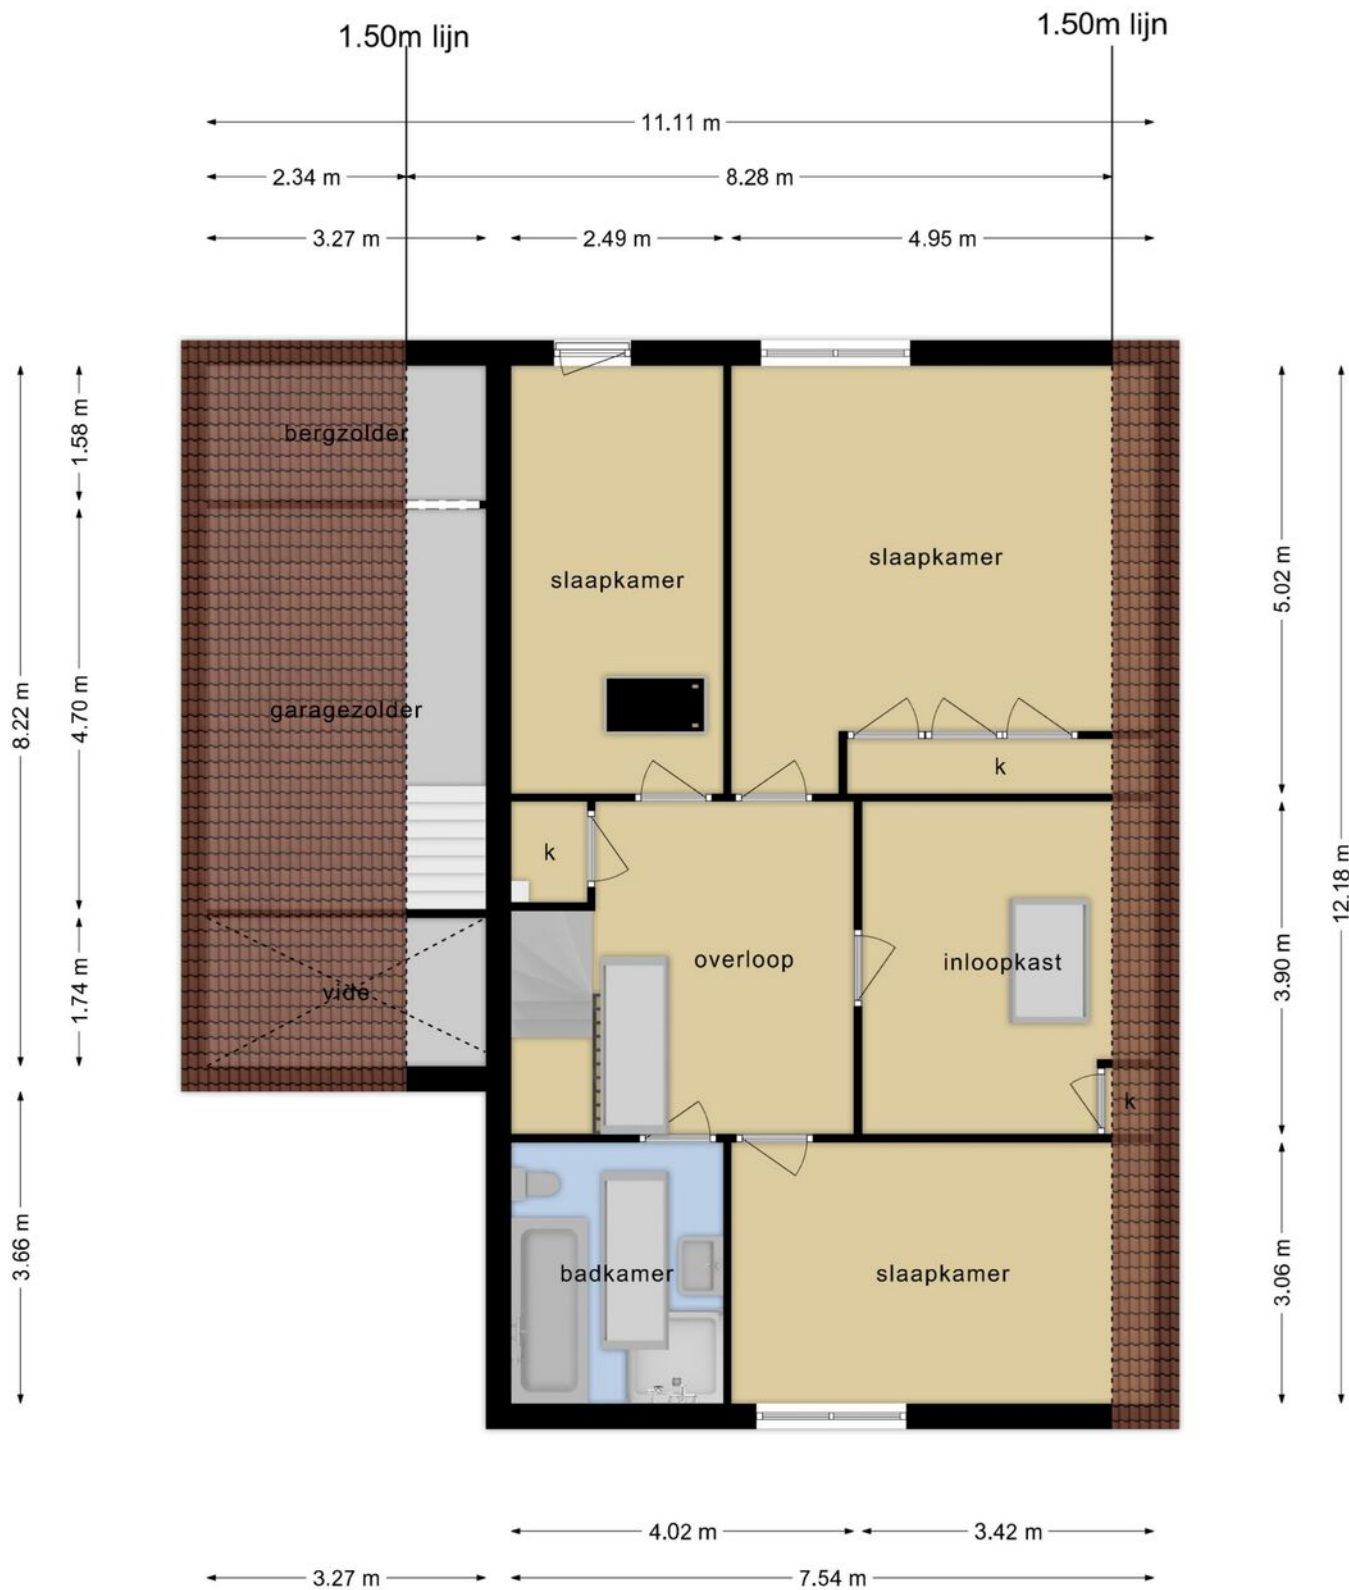 1.50m lijn
1.50m lijn
11.11 m
2.34 m
8.28 m
3.27 m
2.49 m
4.95 m
bergzolder
1.58 m
slaapkamer
slaapkamer
5.02 m
garagezolder
4.70 m
8.22 m
k
k
12.18 m
overloop
inloopkast
3.90 m
vide
1.74 m
k
3.66 m
badkamer
slaapkamer
3.06 m
4.02 m
3.42 m
3.27 m
7.54 m